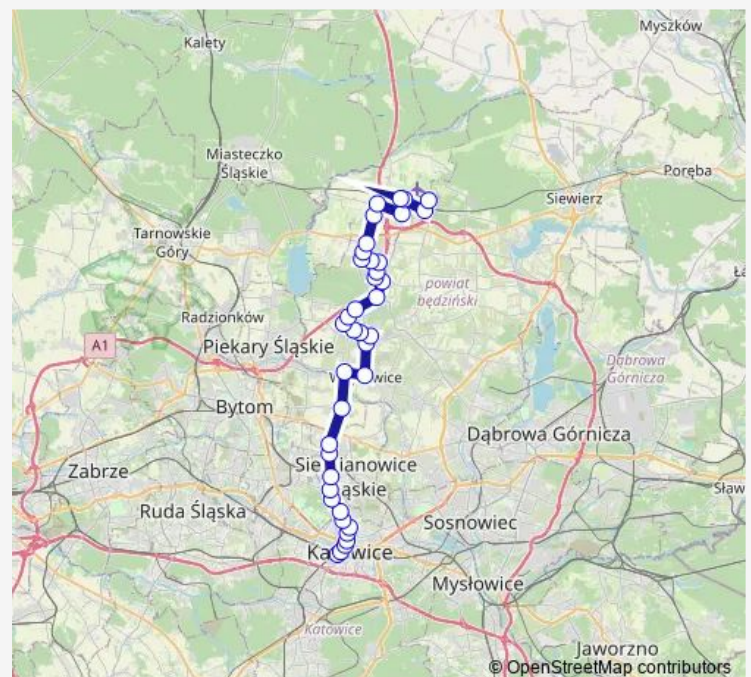 Myszków
Kalety
Miasteczko
Śląskie
Poręba
Siewierz
Tarnowskie
Góry
powiat
będziński
Radzionków
A1
Piekary Śląskie
Dąbrowa
Górnicza
Bytom
Dąbrowa Górnicza
Zabrze
Ruda Śląska
Sosnowiec
Katowice
Mysłowice
Katowice
Jaworzno
© OpenStreetMap contributors